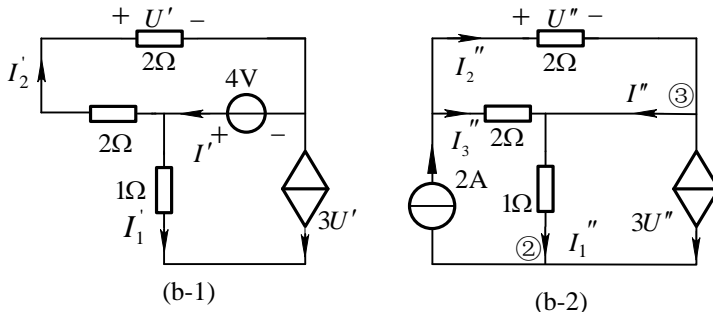 + U′ −
I₂′
2Ω
4V
2Ω
+ −
I′
1Ω
I₁′
3U′
(b-1)
+ U″ −
I₂″
2Ω
I″
③
I₃″
2Ω
2A
1Ω
3U″
②
I₁″
(b-2)